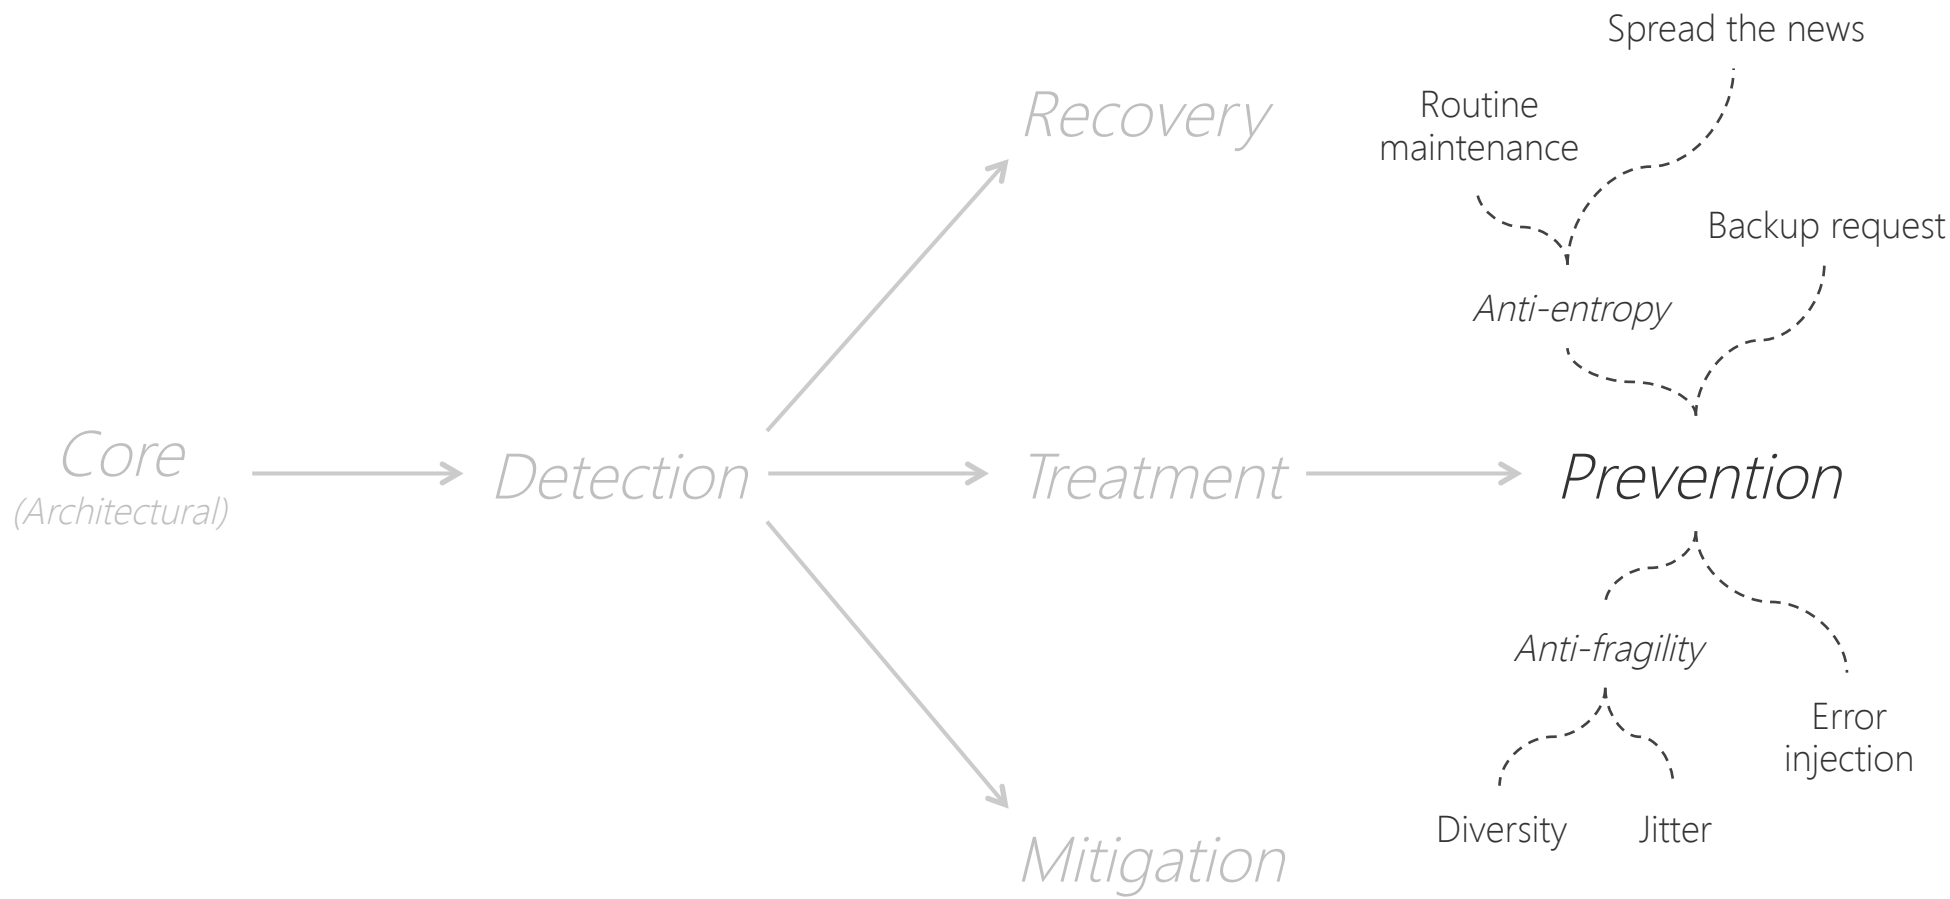 Spread the news
Recovery
Routine
maintenance
Backup request
Anti-entropy
Core
(Architectural)
Detection
Treatment
Prevention
Anti-fragility
Error
injection
Diversity
Jitter
Mitigation